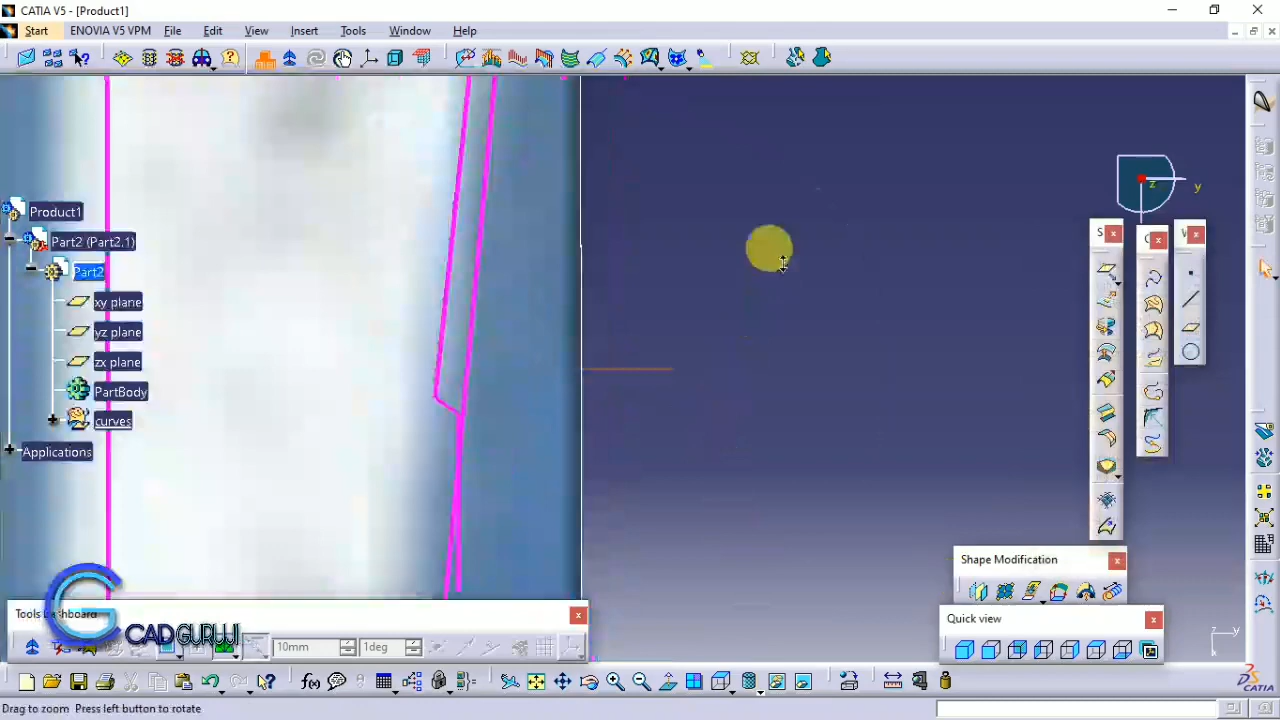 CATIA V5 - [Product1]
Start ENOVIA V5 VPM File Edit View Insert Tools Window Help
z y
S
V
Product1
Part2 (Part2.1)
Part2
xy plane
yz plane
zx plane
PartBody
curves
Applications
Shape Modification
Quick view
Tools Dashboard
CADGURUJI
10mm 1deg
z y
f(x)
CATIA
Drag to zoom Press left button to rotate